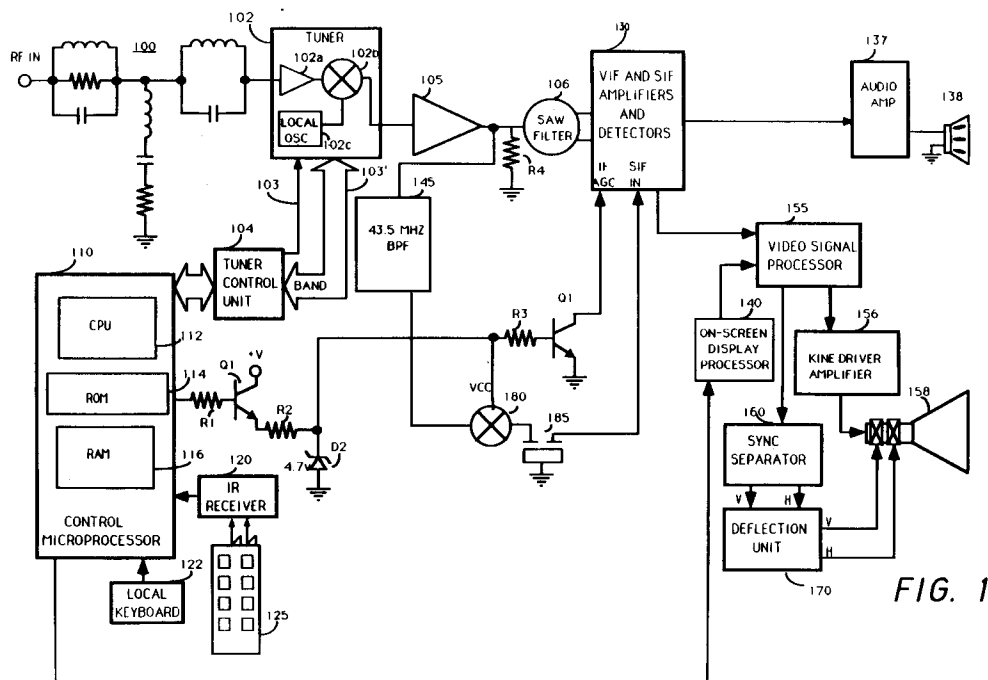 102
TUNER
RF IN
100
102a
102b
LOCAL
OSC
102c
105
106
SAW
FILTER
R4
130
VIF AND SIF
AMPLIFIERS
AND
DETECTORS
IF
AGC
SIF
IN
137
AUDIO
AMP
138
103
103'
145
43.5 MHZ
BPF
104
TUNER
CONTROL
UNIT
BAND
110
CPU
112
114
ROM
RAM
116
CONTROL
MICROPROCESSOR
Q1
+V
R1
R2
D2
4.7V
R3
Q1
VCC
180
185
120
IR
RECEIVER
122
LOCAL
KEYBOARD
125
155
VIDEO SIGNAL
PROCESSOR
140
ON-SCREEN
DISPLAY
PROCESSOR
156
KINE DRIVER
AMPLIFIER
158
160
SYNC
SEPARATOR
V
H
DEFLECTION
UNIT
V
H
170
FIG. 1